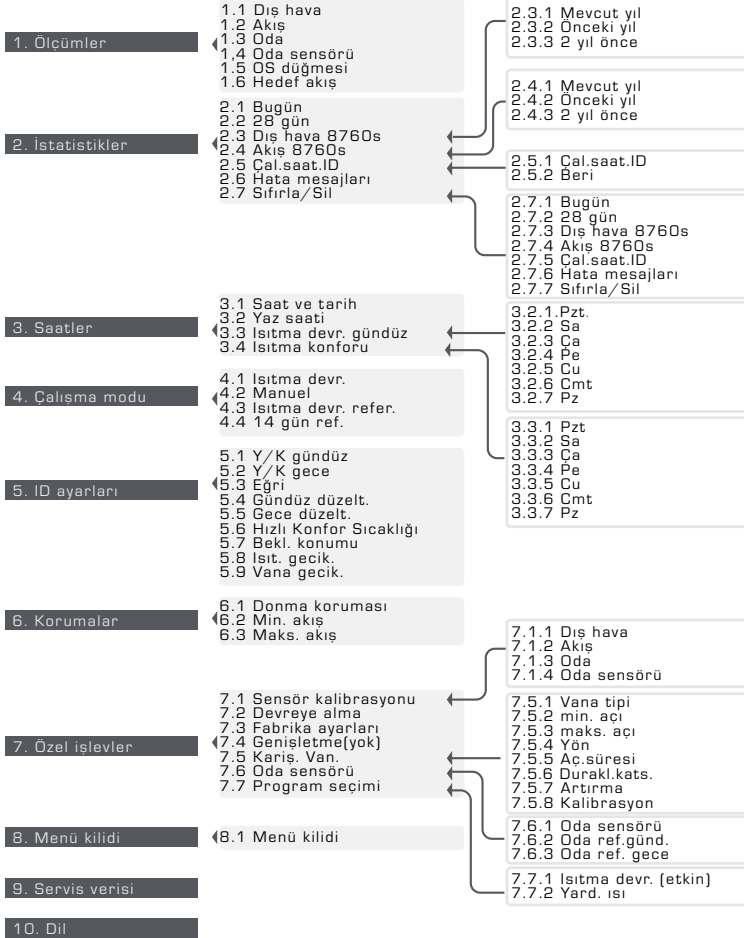 1. Ölçümler
1.1 Dış hava
1.2 Akış
1.3 Oda
1,4 Oda sensörü
1.5 OS düğmesi
1.6 Hedef akış
2. İstatistikler
2.1 Bugün
2.2 28 gün
2.3 Dış hava 8760s
2.4 Akış 8760s
2.5 Çal.saat.ID
2.6 Hata mesajları
2.7 Sıfırla/Sil
2.3.1 Mevcut yıl
2.3.2 Önceki yıl
2.3.3 2 yıl önce
2.4.1 Mevcut yıl
2.4.2 Önceki yıl
2.4.3 2 yıl önce
2.5.1 Çal.saat.ID
2.5.2 Beri
2.7.1 Bugün
2.7.2 28 gün
2.7.3 Dış hava 8760s
2.7.4 Akış 8760s
2.7.5 Çal.saat.ID
2.7.6 Hata mesajları
2.7.7 Sıfırla/Sil
3. Saatler
3.1 Saat ve tarih
3.2 Yaz saati
3.3 Isıtma devr. gündüz
3.4 Isıtma konforu
3.2.1.Pzt.
3.2.2 Sa
3.2.3 Ça
3.2.4 Pe
3.2.5 Cu
3.2.6 Cmt
3.2.7 Pz
3.3.1 Pzt
3.3.2 Sa
3.3.3 Ça
3.3.4 Pe
3.3.5 Cu
3.3.6 Cmt
3.3.7 Pz
4. Çalışma modu
4.1 Isıtma devr.
4.2 Manuel
4.3 Isıtma devr. refer.
4.4 14 gün ref.
5. ID ayarları
5.1 Y/K gündüz
5.2 Y/K gece
5.3 Eğri
5.4 Gündüz düzelt.
5.5 Gece düzelt.
5.6 Hızlı Konfor Sıcaklığı
5.7 Bekl. konumu
5.8 Isıt. gecik.
5.9 Vana gecik.
6. Korumalar
6.1 Donma koruması
6.2 Min. akış
6.3 Maks. akış
7. Özel işlevler
7.1 Sensör kalibrasyonu
7.2 Devreye alma
7.3 Fabrika ayarları
7.4 Genişletme(yok)
7.5 Karış. Van.
7.6 Oda sensörü
7.7 Program seçimi
7.1.1 Dış hava
7.1.2 Akış
7.1.3 Oda
7.1.4 Oda sensörü
7.5.1 Vana tipi
7.5.2 min. açı
7.5.3 maks. açı
7.5.4 Yön
7.5.5 Aç.süresi
7.5.6 Durakl.kats.
7.5.7 Artırma
7.5.8 Kalibrasyon
7.6.1 Oda sensörü
7.6.2 Oda ref.günd.
7.6.3 Oda ref. gece
7.7.1 Isıtma devr. (etkin)
7.7.2 Yard. ısı
8. Menü kilidi
8.1 Menü kilidi
9. Servis verisi
10. Dil